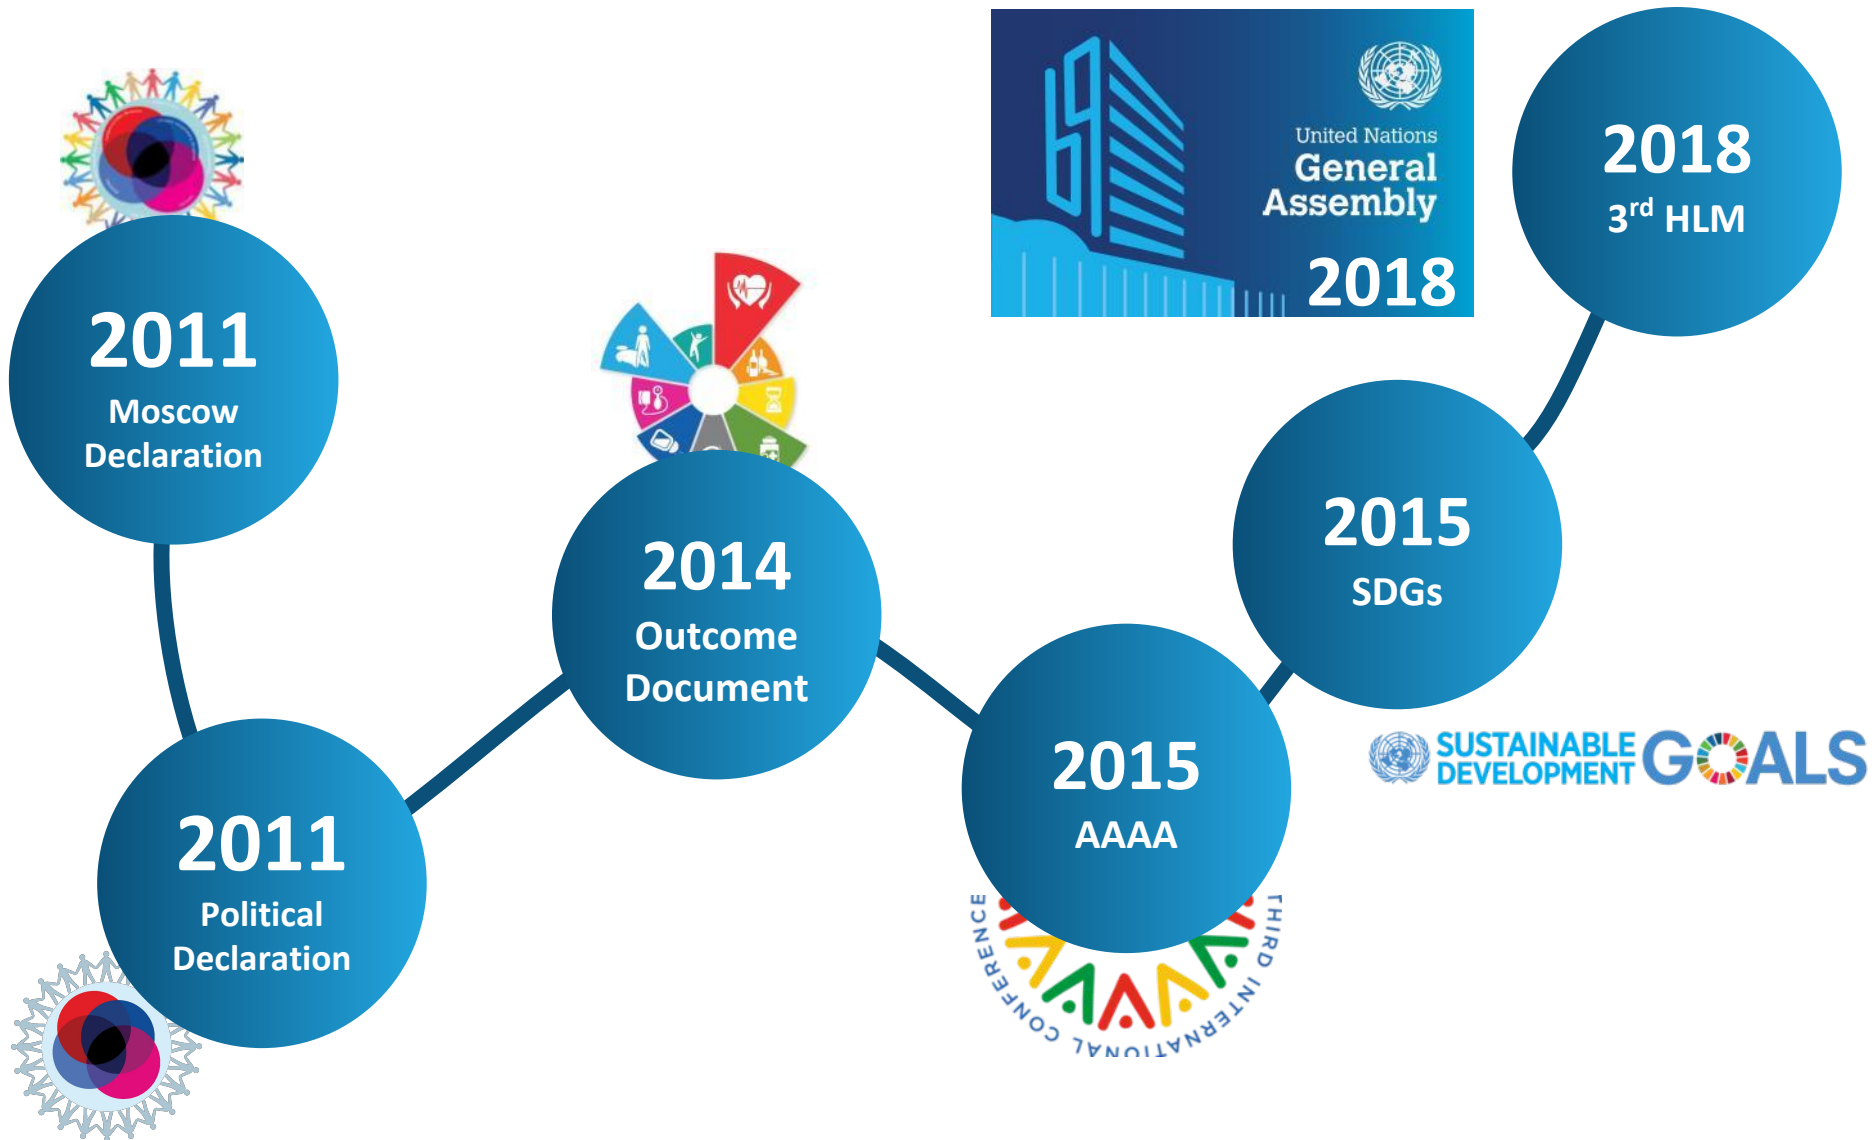 2011
Moscow
Declaration
2011
Political
Declaration
2014
Outcome
Document
2015
AAAA
THIRD INTERNATIONAL CONFERENCE
2015
SDGs
SUSTAINABLE
DEVELOPMENT
GOALS
69
United Nations
General
Assembly
2018
2018
3rd HLM